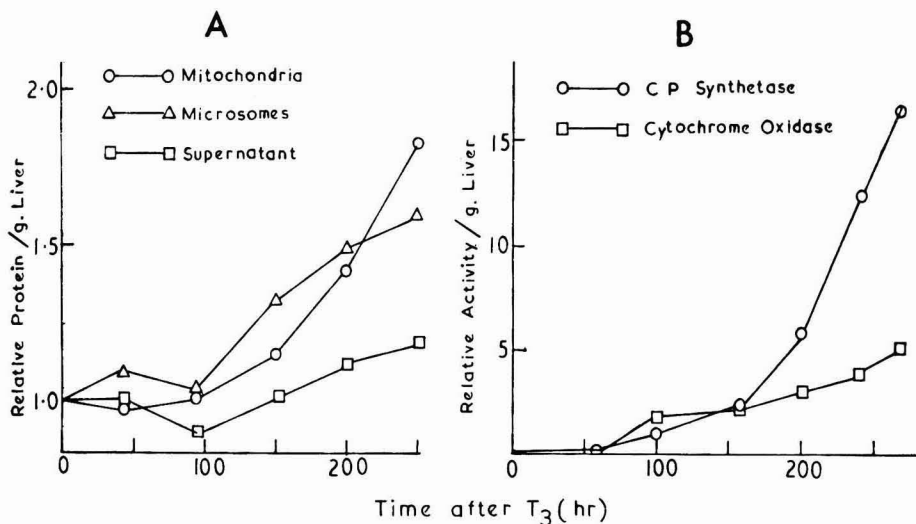 A
B
Mitochondria
Microsomes
Supernatant
C P Synthetase
Cytochrome Oxidase
Relative Protein /g. Liver
2·0
1·5
1·0
0
100
200
Relative Activity / g. Liver
15
10
5
0
100
200
Time after T₃ (hr)